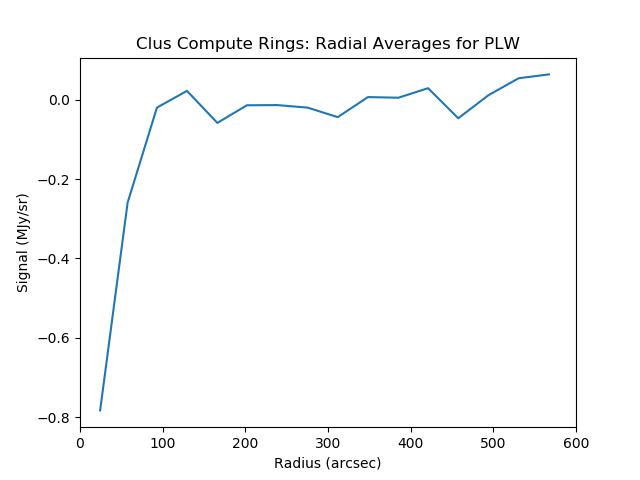 Clus Compute Rings: Radial Averages for PLW
Signal (MJy/sr)
0.0
−0.2
−0.4
−0.6
−0.8
0 100 200 300 400 500 600
Radius (arcsec)